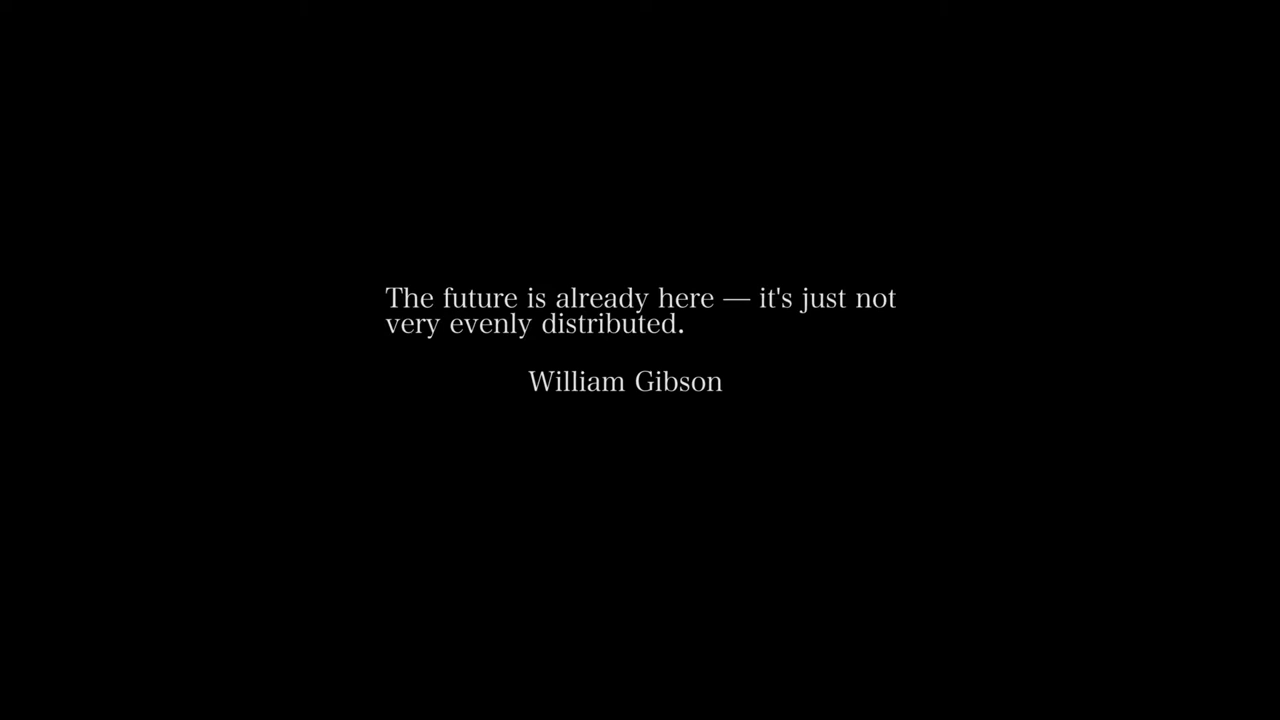 The future is already here — it's just not
very evenly distributed.
William Gibson